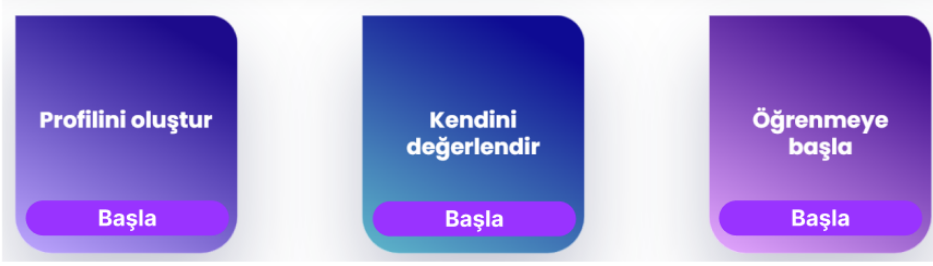 Profilini oluştur
Başla
Kendini
değerlendir
Başla
Öğrenmeye
başla
Başla